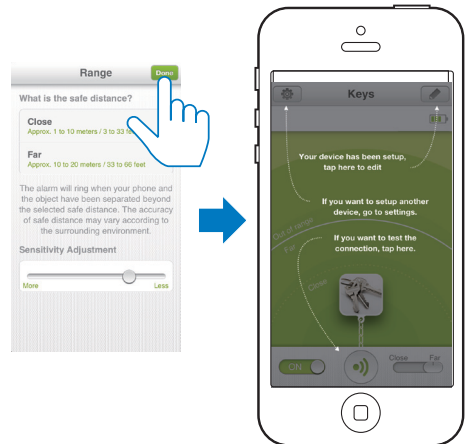 Range
Done
What is the safe distance?
Close
Approx. 1 to 10 meters / 3 to 33 fe
Far
Approx. 10 to 20 meters / 33 to 66 feet
The alarm will ring when your phone and
the object have been separated beyond
the selected safe distance. The accuracy
of safe distance may vary according to
the surrounding environment.
Sensitivity Adjustment
More
Less
Keys
Your device has been setup,
tap here to edit
If you want to setup another
device, go to settings.
Out of range
If you want to test the
connection, tap here.
Far
Close
ON
Close
Far